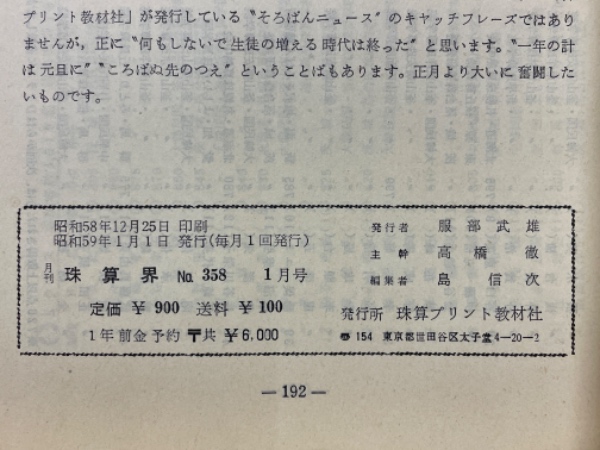 プリント教材社」が発行している〝そろばんニュース〟のキャッチフレーズではあり
ませんが，正に〝何もしないで生徒の増える時代は終った〟と思います。〝一年の計
は元旦に〟〝ころばぬ先のつえ〟ということばもあります。正月より大いに奮闘した
いものです。
昭和58年12月25日 印刷
昭和59年1月1日 発行(毎月1回発行)
月刊 珠算界 No. 358 1月号
定価 ¥ 900 送料 ¥ 100
1年前金予約 〒共 ¥ 6,000
発行者 服部武雄
主幹 高橋徹
編集者 島信次
発行所 珠算プリント教材社
☎ 154 東京都世田谷区太子堂4-20-2
— 192 —